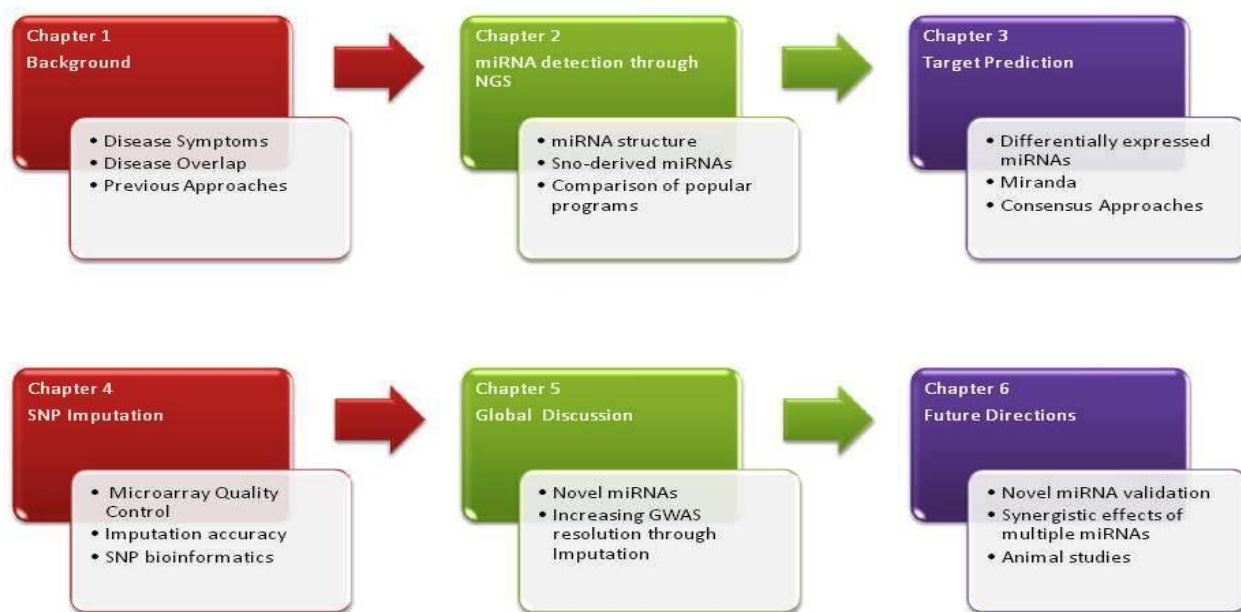 Chapter 1
Background
• Disease Symptoms
• Disease Overlap
• Previous Approaches
Chapter 2
miRNA detection through
NGS
• miRNA structure
• Sno-derived miRNAs
• Comparison of popular
programs
Chapter 3
Target Prediction
• Differentially expressed
miRNAs
• Miranda
• Consensus Approaches
Chapter 4
SNP Imputation
• Microarray Quality
Control
• Imputation accuracy
• SNP bioinformatics
Chapter 5
Global Discussion
• Novel miRNAs
• Increasing GWAS
resolution through
Imputation
Chapter 6
Future Directions
• Novel miRNA validation
• Synergistic effects of
multiple miRNAs
• Animal studies